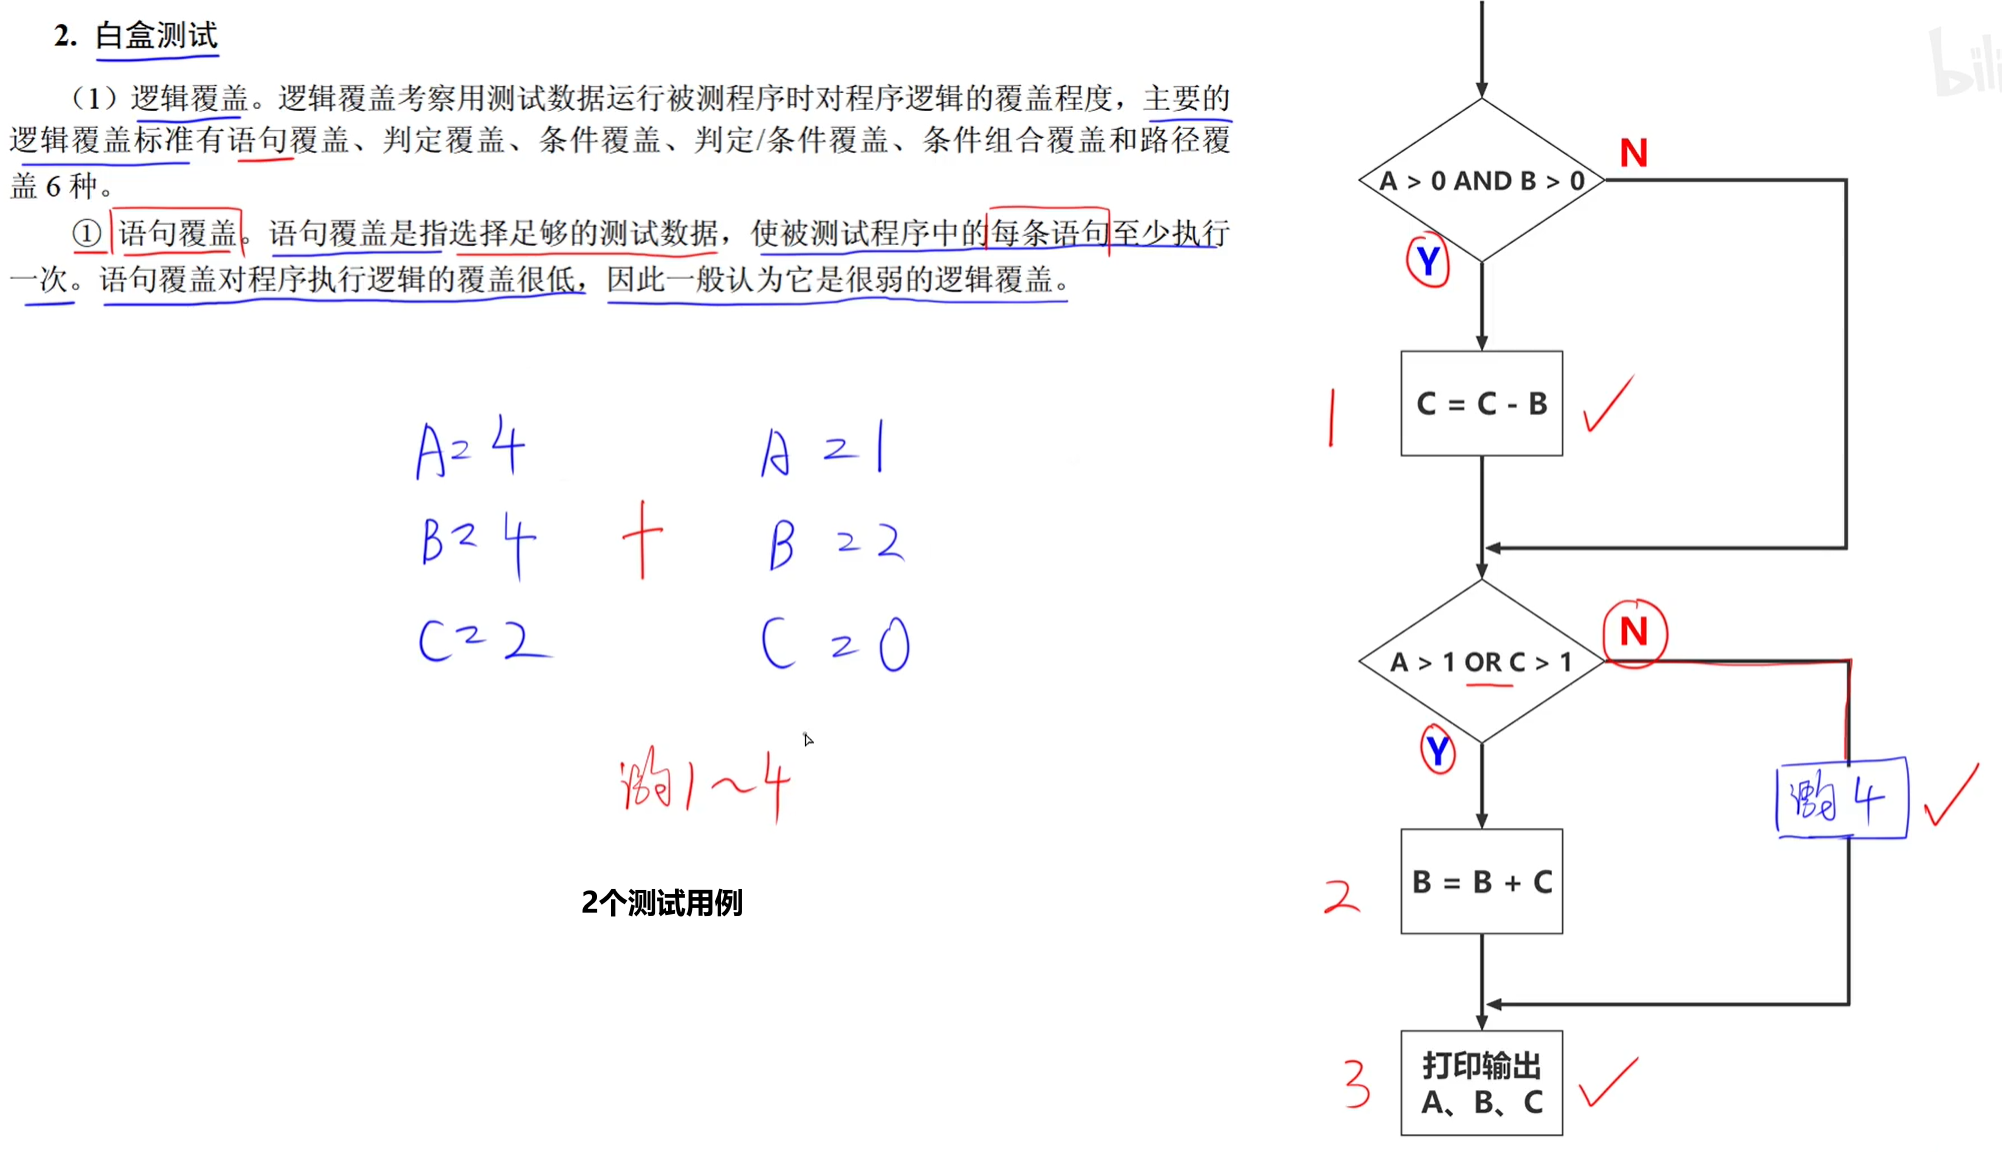 2. 白盒测试
（1）逻辑覆盖。逻辑覆盖考察用测试数据运行被测程序时对程序逻辑的覆盖程度，主要的
逻辑覆盖标准有语句覆盖、判定覆盖、条件覆盖、判定/条件覆盖、条件组合覆盖和路径覆
盖 6 种。
① 语句覆盖。语句覆盖是指选择足够的测试数据，使被测试程序中的每条语句至少执行
一次。语句覆盖对程序执行逻辑的覆盖很低，因此一般认为它是很弱的逻辑覆盖。
A=4
B=4
C=2
+
A=1
B=2
C=0
1~4
2个测试用例
A > 0 AND B > 0
N
Y
1
C = C - B
A > 1 OR C > 1
N
Y
4
2
B = B + C
3
打印输出
A、B、C
bili